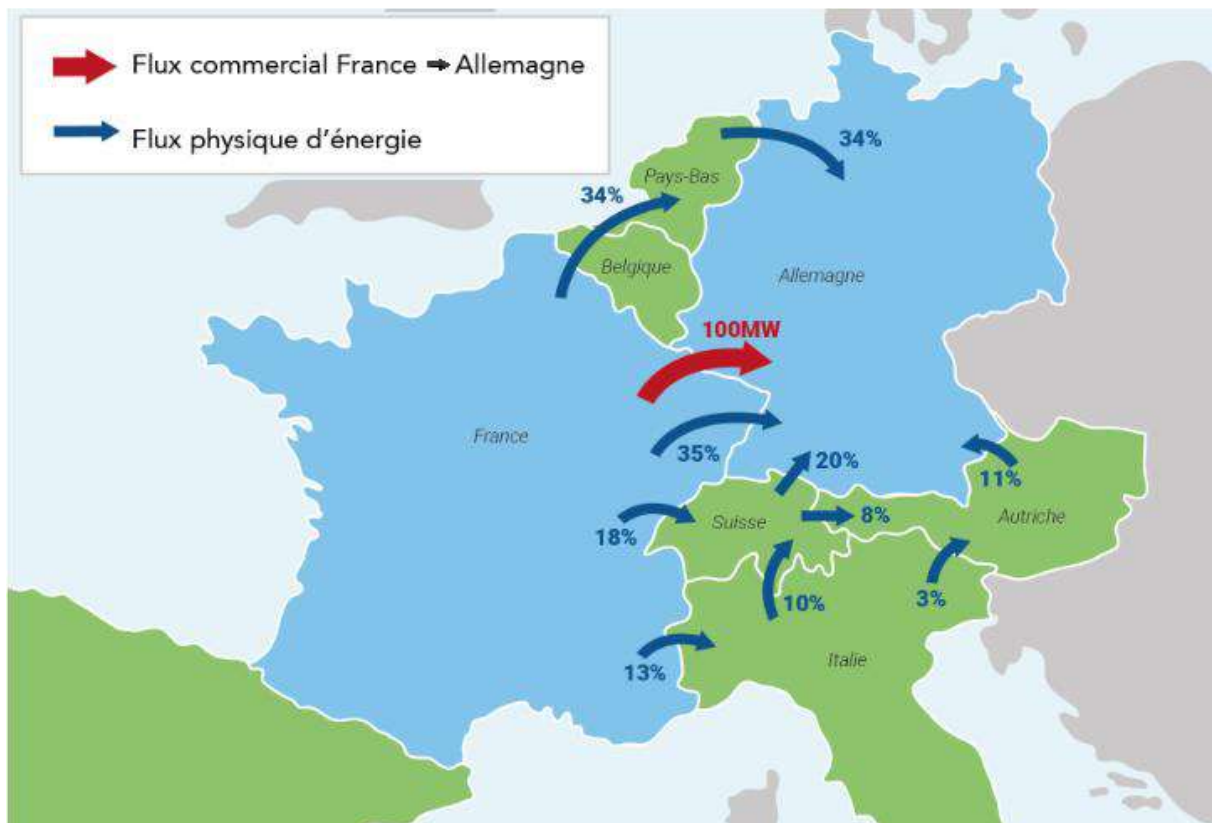 Flux commercial France → Allemagne
Flux physique d'énergie
34%
Pays-Bas
34%
Belgique
Allemagne
100MW
France
35%
20%
11%
18%
Suisse
8%
Autriche
10%
3%
13%
Italie